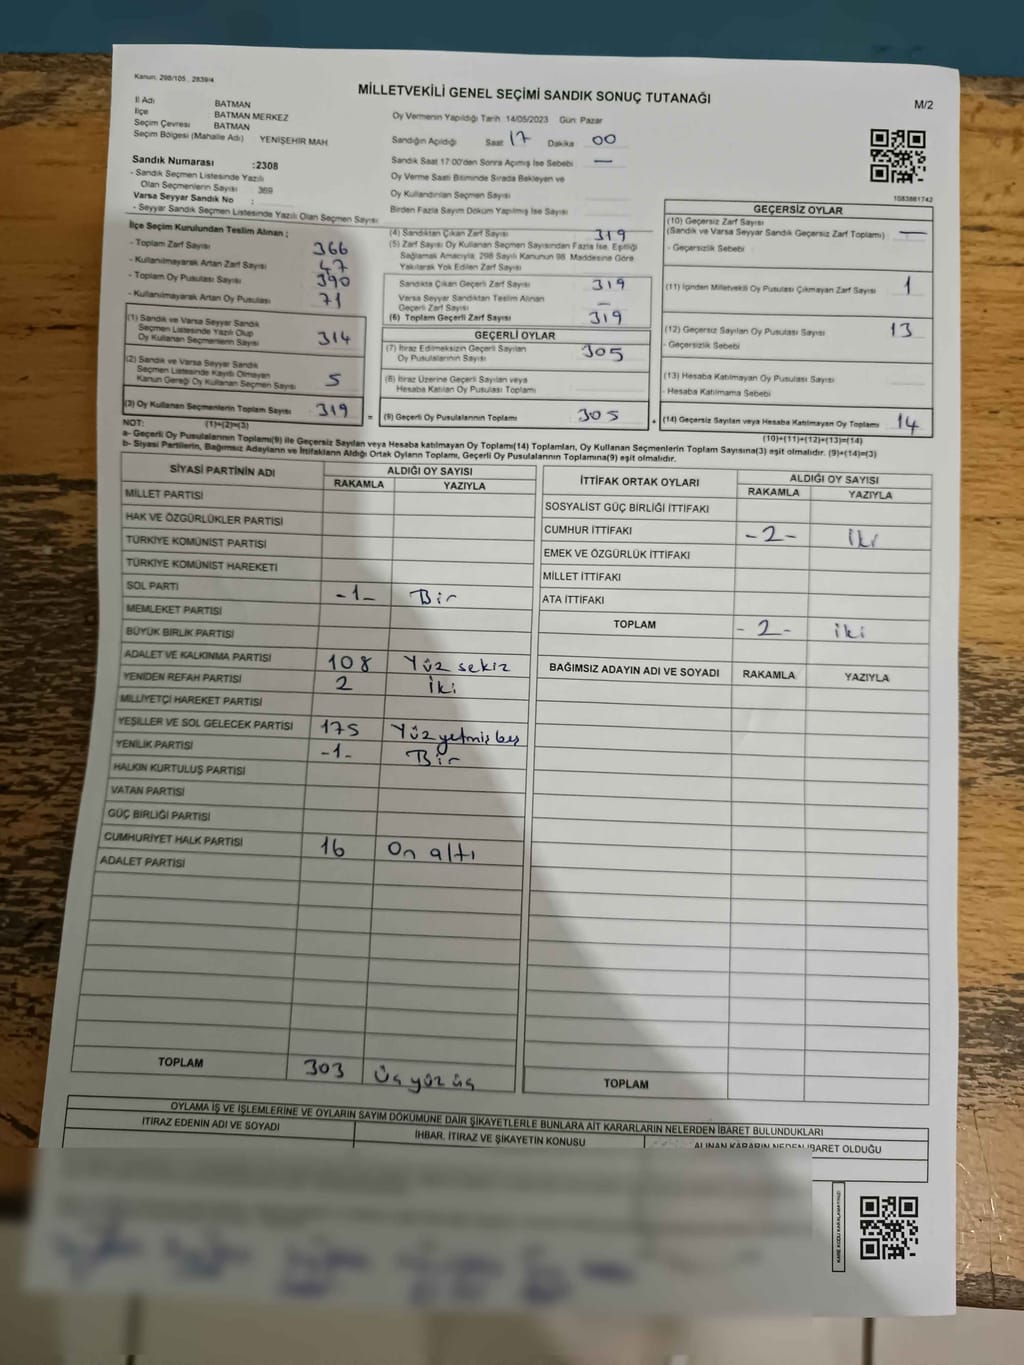 Kanun: 298/105 , 2839/4
MİLLETVEKİLİ GENEL SEÇİMİ SANDIK SONUÇ TUTANAĞI
M/2
İl Adı BATMAN
İlçe BATMAN MERKEZ
Seçim Çevresi BATMAN
Seçim Bölgesi (Mahalle Adı) YENİŞEHİR MAH
Sandık Numarası :2308
- Sandık Seçmen Listesinde Yazılı
Olan Seçmenlerin Sayısı 369
Varsa Seyyar Sandık No :
- Seyyar Sandık Seçmen Listesinde Yazılı Olan Seçmen Sayısı
Oy Vermenin Yapıldığı Tarih 14/05/2023 Gün: Pazar
Sandığın Açıldığı Saat 17 Dakika 00
Sandık Saat 17:00'den Sonra Açımış İse Sebebi —
Oy Verme Saati Bitiminde Sırada Bekleyen ve
Oy Kullandırılan Seçmen Sayısı
Birden Fazla Sayım Döküm Yapılmış İse Sayısı
1083881742
İlçe Seçim Kurulundan Teslim Alınan ;
- Toplam Zarf Sayısı 366
- Kullanılmayarak Artan Zarf Sayısı 47
- Toplam Oy Pusulası Sayısı 390
- Kullanılmayarak Artan Oy Pusulası 71
(1) Sandık ve Varsa Seyyar Sandık
Seçmen Listesinde Yazılı Olup
Oy Kullanan Seçmenlerin Sayısı 314
(2) Sandık ve Varsa Seyyar Sandık
Seçmen Listesinde Kayıtlı Olmayan
Kanun Gereği Oy Kullanan Seçmen Sayısı 5
(3) Oy Kullanan Seçmenlerin Toplam Sayısı 319 =
(4) Sandıktan Çıkan Zarf Sayısı 319
(5) Zarf Sayısı Oy Kullanan Seçmen Sayısından Fazla İse, Eşitliği
Sağlamak Amacıyla, 298 Sayılı Kanunun 98. Maddesine Göre
Yakılarak Yok Edilen Zarf Sayısı
Sandıkta Çıkan Geçerli Zarf Sayısı 319
Varsa Seyyar Sandıktan Teslim Alınan
Geçerli Zarf Sayısı —
(6) Toplam Geçerli Zarf Sayısı 319
GEÇERLİ OYLAR
(7) İtiraz Edilmeksizin Geçerli Sayılan
Oy Pusulalarının Sayısı 305
(8) İtiraz Üzerine Geçerli Sayılan veya
Hesaba Katılan Oy Pusulası Toplamı
(9) Geçerli Oy Pusulalarının Toplamı 305 +
GEÇERSİZ OYLAR
(10) Geçersiz Zarf Sayısı
(Sandık ve Varsa Seyyar Sandık Geçersiz Zarf Toplamı) —
- Geçersizlik Sebebi
(11) İçinden Milletvekili Oy Pusulası Çıkmayan Zarf Sayısı 1
(12) Geçersiz Sayılan Oy Pusulası Sayısı 13
- Geçersizlik Sebebi
(13) Hesaba Katılmayan Oy Pusulası Sayısı
- Hesaba Katılmama Sebebi
(14) Geçersiz Sayılan veya Hesaba Katılmayan Oy Toplamı 14
NOT: (1)+(2)=(3)
(10)+(11)+(12)+(13)=(14)
a- Geçerli Oy Pusulalarının Toplamı(9) ile Geçersiz Sayılan veya Hesaba katılmayan Oy Toplamı(14) Toplamları, Oy Kullanan Seçmenlerin Toplam Sayısına(3) eşit olmalıdır. (9)+(14)=(3)
b- Siyasi Partilerin, Bağımsız Adayların ve İttifakların Aldığı Ortak Oyların Toplamı, Geçerli Oy Pusulalarının Toplamına(9) eşit olmalıdır.
SİYASİ PARTİNİN ADI ALDIĞI OY SAYISI
RAKAMLA YAZIYLA
MİLLET PARTİSİ
HAK VE ÖZGÜRLÜKLER PARTİSİ
TÜRKİYE KOMÜNİST PARTİSİ
TÜRKİYE KOMÜNİST HAREKETİ
SOL PARTİ -1- Bir
MEMLEKET PARTİSİ
BÜYÜK BİRLİK PARTİSİ
ADALET VE KALKINMA PARTİSİ 108 Yüz sekiz
YENİDEN REFAH PARTİSİ 2 iki
MİLLİYETÇİ HAREKET PARTİSİ
YEŞİLLER VE SOL GELECEK PARTİSİ 175 Yüz yetmiş beş
YENİLİK PARTİSİ -1- Bir
HALKIN KURTULUŞ PARTİSİ
VATAN PARTİSİ
GÜÇ BİRLİĞİ PARTİSİ
CUMHURİYET HALK PARTİSİ 16 On altı
ADALET PARTİSİ
TOPLAM 303 Üç yüz üç
İTTİFAK ORTAK OYLARI ALDIĞI OY SAYISI
RAKAMLA YAZIYLA
SOSYALİST GÜÇ BİRLİĞİ İTTİFAKI
CUMHUR İTTİFAKI -2- iki
EMEK VE ÖZGÜRLÜK İTTİFAKI
MİLLET İTTİFAKI
ATA İTTİFAKI
TOPLAM -2- iki
BAĞIMSIZ ADAYIN ADI VE SOYADI RAKAMLA YAZIYLA
TOPLAM
OYLAMA İŞ VE İŞLEMLERİNE VE OYLARIN SAYIM DÖKÜMÜNE DAİR ŞİKAYETLERLE BUNLARA AİT KARARLARIN NELERDEN İBARET BULUNDUKLARI
İTİRAZ EDENİN ADI VE SOYADI
İHBAR, İTİRAZ VE ŞİKAYETİN KONUSU
ALINAN KARARIN NEDEN İBARET OLDUĞU